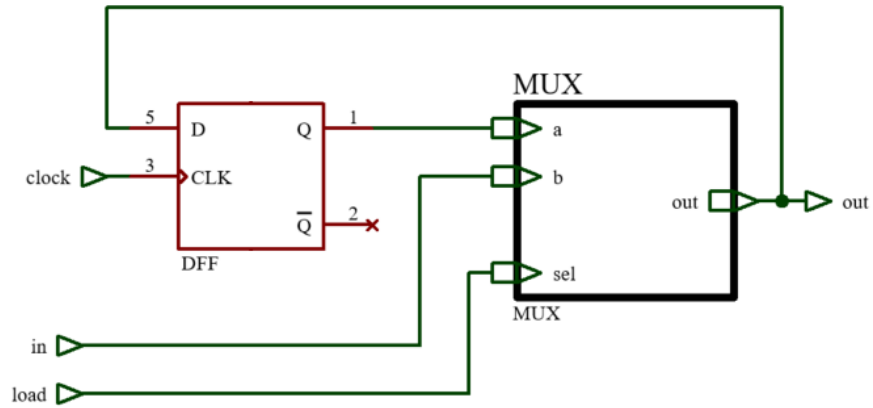 MUX
5 D Q 1 a
clock 3 CLK b
out out
Q 2
DFF sel
MUX
in
load